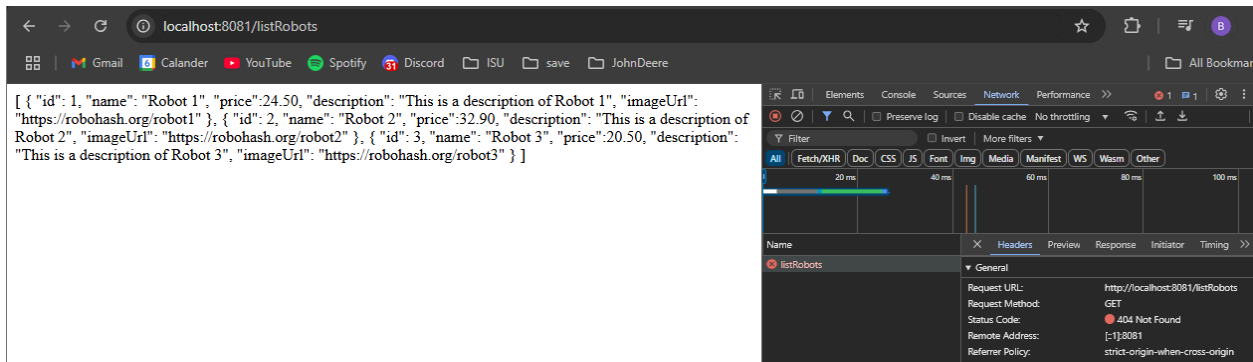 localhost:8081/listRobots
B
Gmail
6 Calander
YouTube
Spotify
31 Discord
ISU
save
JohnDeere
All Bookmar
[ { "id": 1, "name": "Robot 1", "price":24.50, "description": "This is a description of Robot 1", "imageUrl":
"https://robohash.org/robot1" }, { "id": 2, "name": "Robot 2", "price":32.90, "description": "This is a description of
Robot 2", "imageUrl": "https://robohash.org/robot2" }, { "id": 3, "name": "Robot 3", "price":20.50, "description":
"This is a description of Robot 3", "imageUrl": "https://robohash.org/robot3" } ]
Elements Console Sources Network Performance 1 1
Preserve log Disable cache No throttling
Filter Invert More filters
All Fetch/XHR Doc CSS JS Font Img Media Manifest WS Wasm Other
20 ms 40 ms 60 ms 80 ms 100 ms
Name
listRobots
Headers Preview Response Initiator Timing
General
Request URL: http://localhost:8081/listRobots
Request Method: GET
Status Code: 404 Not Found
Remote Address: [::1]:8081
Referrer Policy: strict-origin-when-cross-origin